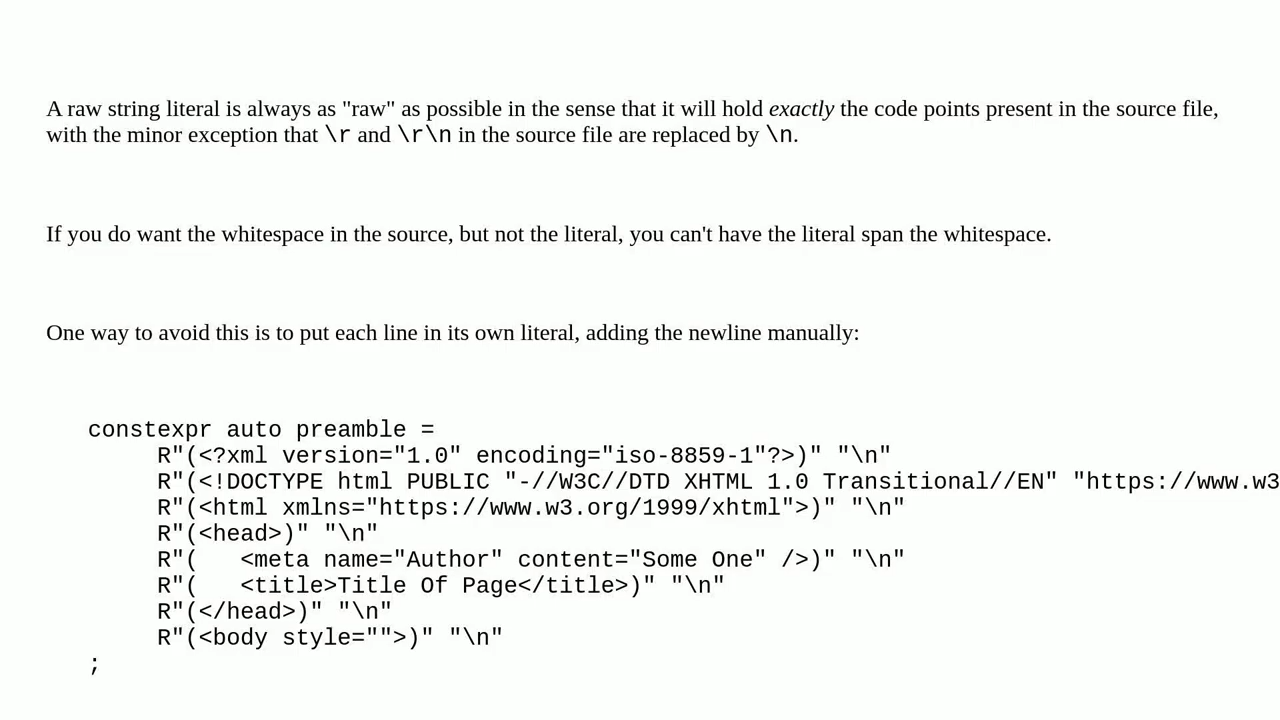 A raw string literal is always as "raw" as possible in the sense that it will hold exactly the code points present in the source file,
with the minor exception that \r and \r\n in the source file are replaced by \n.
If you do want the whitespace in the source, but not the literal, you can't have the literal span the whitespace.
One way to avoid this is to put each line in its own literal, adding the newline manually:
constexpr auto preamble =
     R"(<?xml version="1.0" encoding="iso-8859-1"?>)" "\n"
     R"(<!DOCTYPE html PUBLIC "-//W3C//DTD XHTML 1.0 Transitional//EN" "https://www.w3
     R"(<html xmlns="https://www.w3.org/1999/xhtml">)" "\n"
     R"(<head>)" "\n"
     R"(   <meta name="Author" content="Some One" />)" "\n"
     R"(   <title>Title Of Page</title>)" "\n"
     R"(</head>)" "\n"
     R"(<body style="">)" "\n"
;